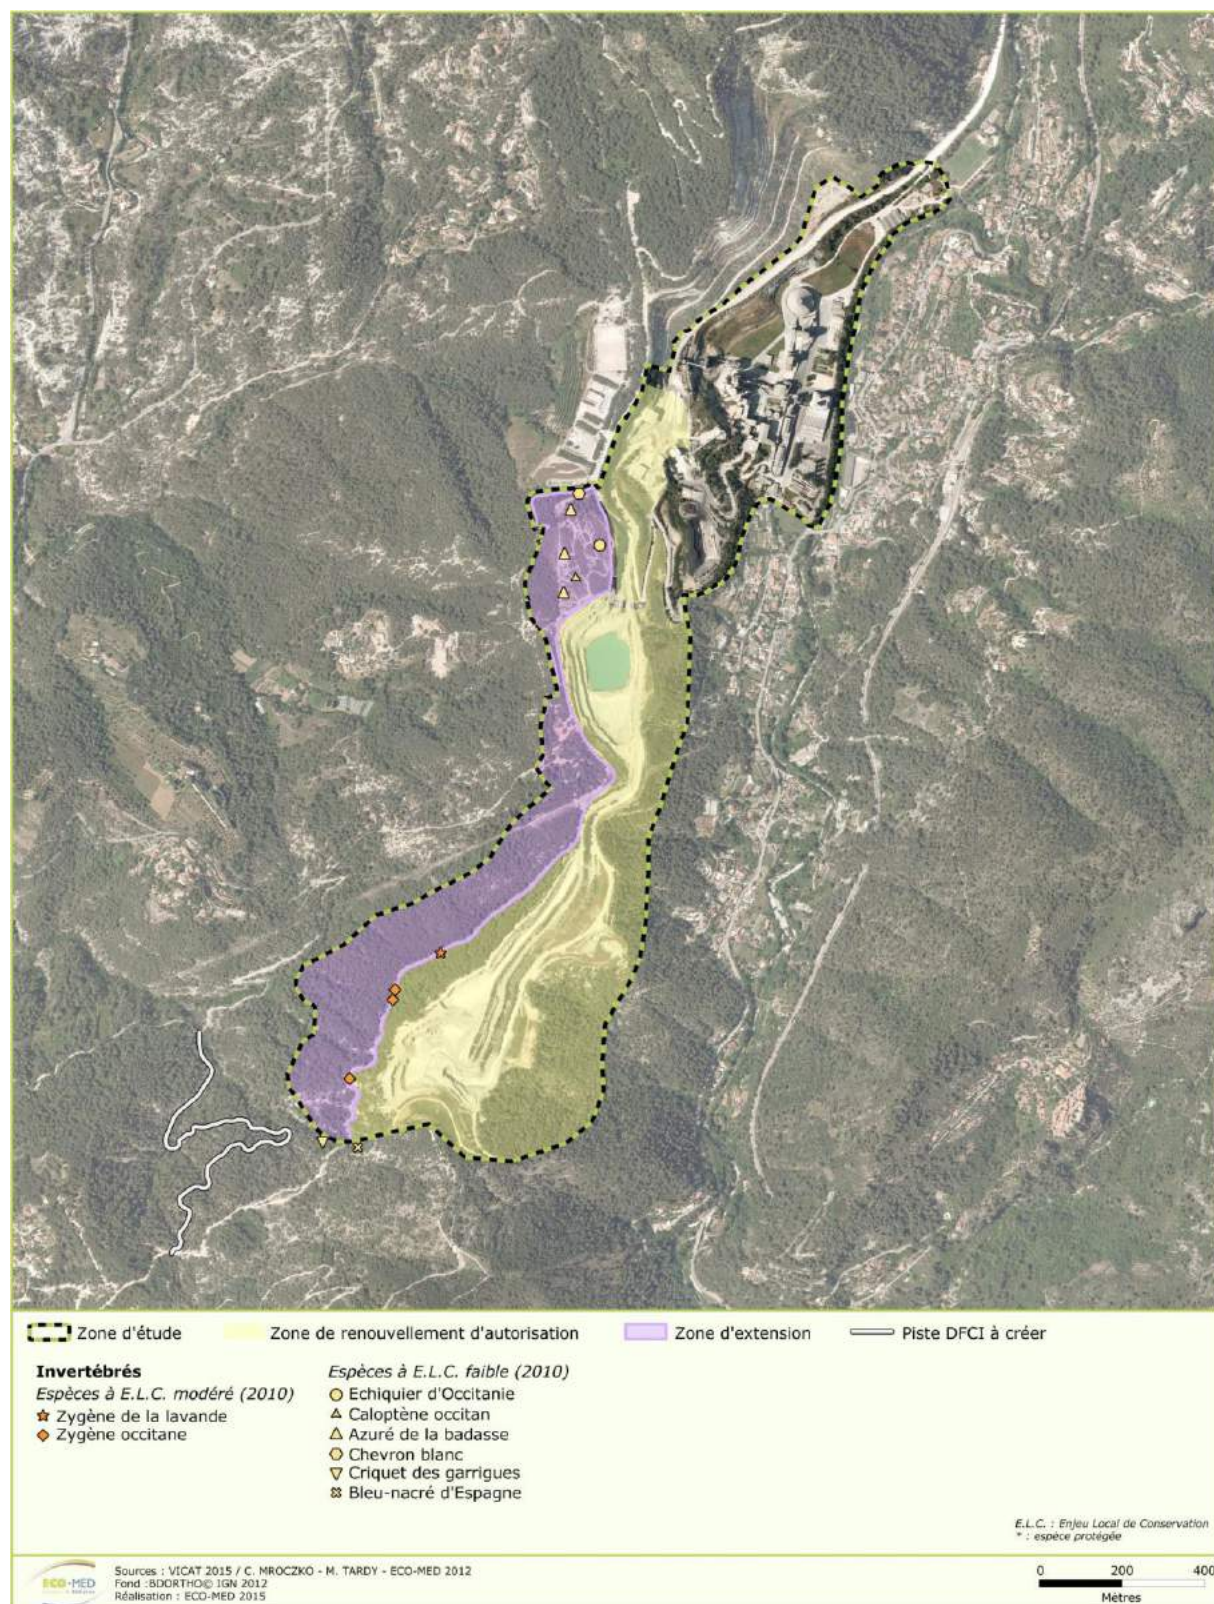 Zone d'étude
Zone de renouvellement d'autorisation
Zone d'extension
Piste DFCI à créer
Invertébrés
Espèces à E.L.C. modéré (2010)
Zygène de la lavande
Zygène occitane
Espèces à E.L.C. faible (2010)
Echiquier d'Occitanie
Caloptène occitan
Azuré de la badasse
Chevron blanc
Criquet des garrigues
Bleu-nacré d'Espagne
E.L.C. : Enjeu Local de Conservation
* : espèce protégée
ECO-MED
Sources : VICAT 2015 / C. MROCZKO - M. TARDY - ECO-MED 2012
Fond :BDORTHO© IGN 2012
Réalisation : ECO-MED 2015
0 200 400
Mètres